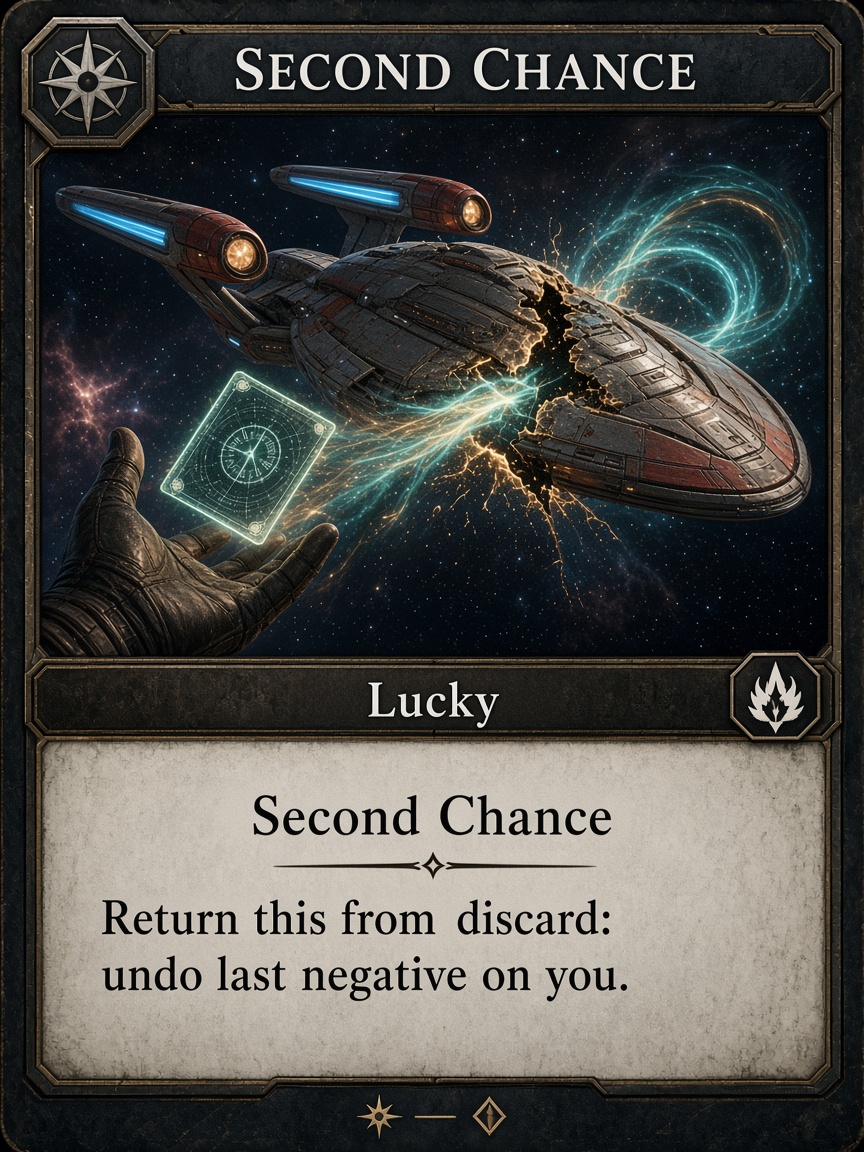 SECOND CHANCE
Lucky
Second Chance
Return this from discard:
undo last negative on you.